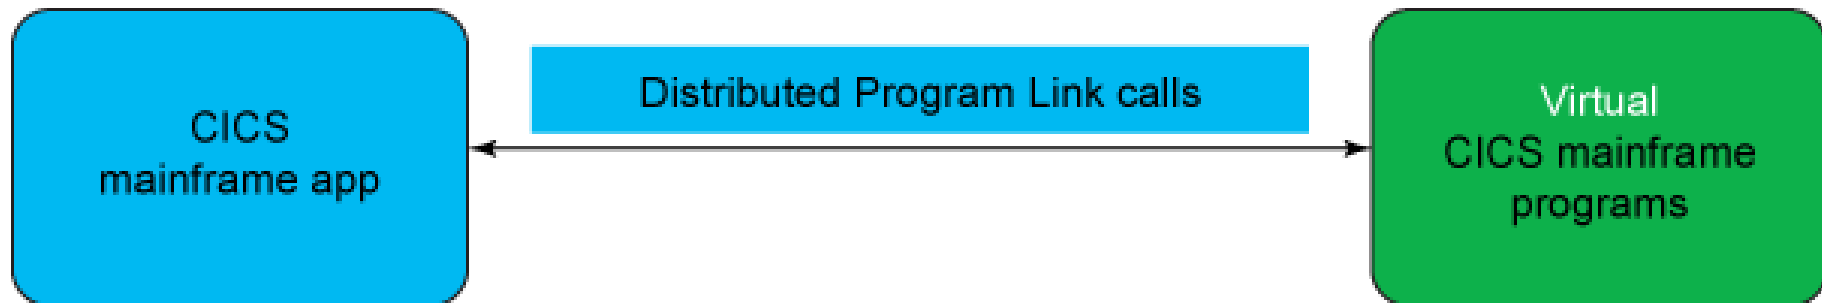 CICS
mainframe app
Distributed Program Link calls
Virtual
CICS mainframe
programs